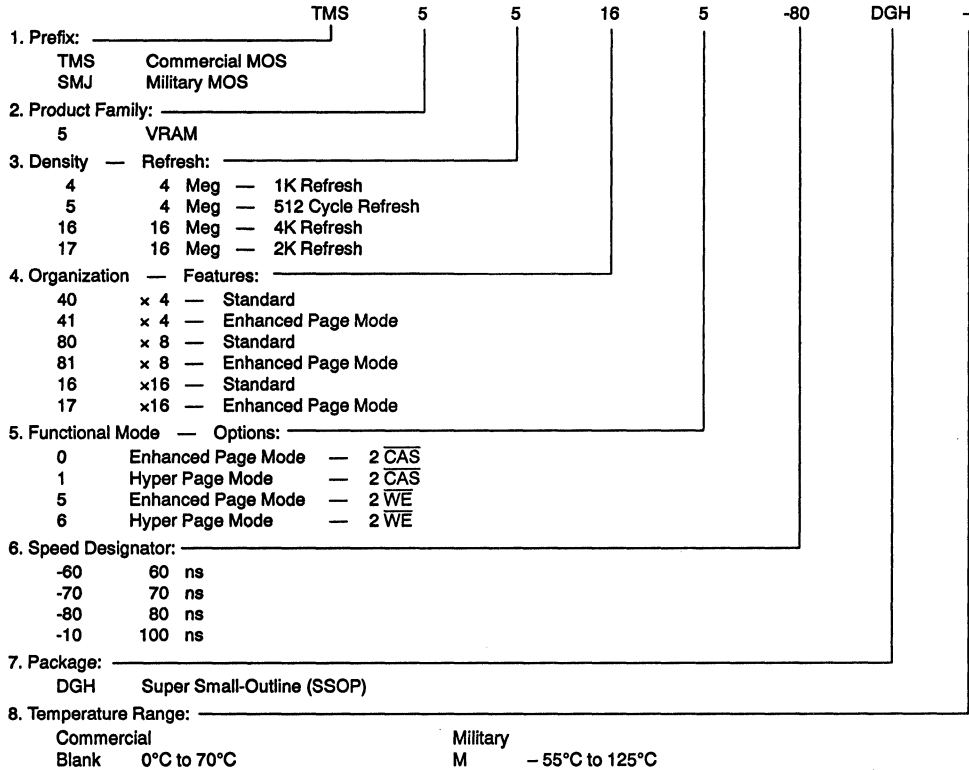 TMS 5 5 16 5 -80 DGH -
1. Prefix:
TMS Commercial MOS
SMJ Military MOS
2. Product Family:
5 VRAM
3. Density — Refresh:
4 4 Meg — 1K Refresh
5 4 Meg — 512 Cycle Refresh
16 16 Meg — 4K Refresh
17 16 Meg — 2K Refresh
4. Organization — Features:
40 × 4 — Standard
41 × 4 — Enhanced Page Mode
80 × 8 — Standard
81 × 8 — Enhanced Page Mode
16 ×16 — Standard
17 ×16 — Enhanced Page Mode
5. Functional Mode — Options:
0 Enhanced Page Mode — 2 C̅A̅S̅
1 Hyper Page Mode — 2 C̅A̅S̅
5 Enhanced Page Mode — 2 W̅E̅
6 Hyper Page Mode — 2 W̅E̅
6. Speed Designator:
-60 60 ns
-70 70 ns
-80 80 ns
-10 100 ns
7. Package:
DGH Super Small-Outline (SSOP)
8. Temperature Range:
Commercial Military
Blank 0°C to 70°C M – 55°C to 125°C